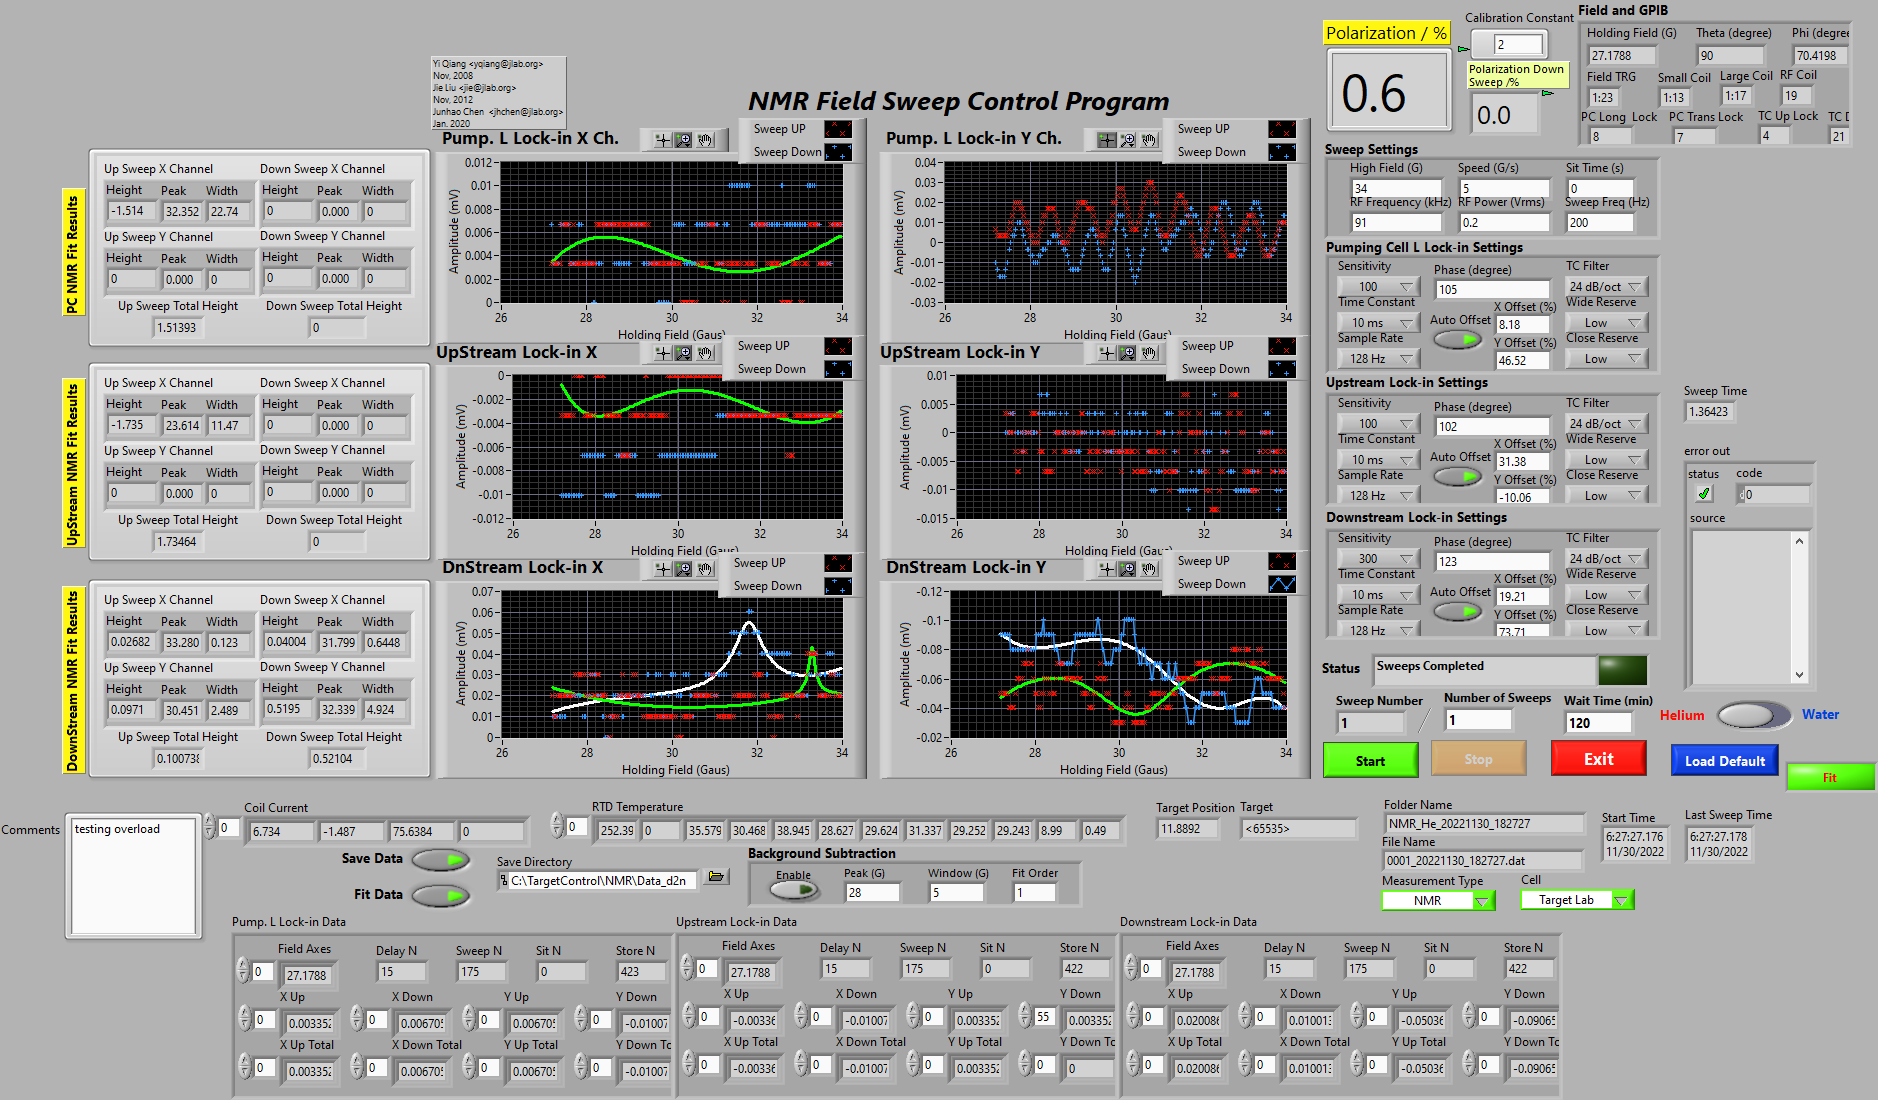 Yi Qiang <yqiang@jlab.org>
Nov, 2008
Jie Liu <jie@jlab.org>
Nov, 2012
Junhao Chen <jhchen@jlab.org>
Jan. 2020
NMR Field Sweep Control Program
Polarization / %
0.6
Calibration Constant
2
Polarization Down
Sweep /%
0.0
Field and GPIB
Holding Field (G) Theta (degree) Phi (degree
27.1788 90 70.4198
Field TRG Small Coil Large Coil RF Coil
1:23 1:13 1:17 19
PC Long Lock PC Trans Lock TC Up Lock TC D
8 7 4 21
PC NMR Fit Results
Up Sweep X Channel Down Sweep X Channel
Height Peak Width Height Peak Width
-1.514 32.352 22.74 0 0.000 0
Up Sweep Y Channel Down Sweep Y Channel
Height Peak Width Height Peak Width
0 0.000 0 0 0.000 0
Up Sweep Total Height Down Sweep Total Height
1.51393 0
Pump. L Lock-in X Ch.
Sweep UP
Sweep Down
Amplitude (mV)
0.012
0.01
0.008
0.006
0.004
0.002
0
26 28 30 32 34
Holding Field (Gaus)
Pump. L Lock-in Y Ch.
Sweep UP
Sweep Down
Amplitude (mV)
0.04
0.03
0.02
0.01
0
-0.01
-0.02
-0.03
26 28 30 32 34
Holding Field (Gaus)
Sweep Settings
High Field (G) Speed (G/s) Sit Time (s)
34 5 0
RF Frequency (kHz) RF Power (Vrms) Sweep Freq (Hz)
91 0.2 200
Pumping Cell L Lock-in Settings
Sensitivity Phase (degree) TC Filter
100 105 24 dB/oct
Time Constant X Offset (%) Wide Reserve
10 ms Auto Offset 8.18 Low
Sample Rate Y Offset (%) Close Reserve
128 Hz 46.52 Low
UpStream NMR Fit Results
Up Sweep X Channel Down Sweep X Channel
Height Peak Width Height Peak Width
-1.735 23.614 11.47 0 0.000 0
Up Sweep Y Channel Down Sweep Y Channel
Height Peak Width Height Peak Width
0 0.000 0 0 0.000 0
Up Sweep Total Height Down Sweep Total Height
1.73464 0
UpStream Lock-in X
Sweep UP
Sweep Down
Amplitude (mV)
0
-0.002
-0.004
-0.006
-0.008
-0.01
-0.012
26 28 30 32 34
Holding Field (Gaus)
UpStream Lock-in Y
Sweep UP
Sweep Down
Amplitude (mV)
0.01
0.005
0
-0.005
-0.01
-0.015
26 28 30 32 34
Holding Field (Gaus)
Upstream Lock-in Settings
Sensitivity Phase (degree) TC Filter
100 102 24 dB/oct
Time Constant X Offset (%) Wide Reserve
10 ms Auto Offset 31.38 Low
Sample Rate Y Offset (%) Close Reserve
128 Hz -10.06 Low
Sweep Time
1.36423
error out
status code
0
source
DownStream NMR Fit Results
Up Sweep X Channel Down Sweep X Channel
Height Peak Width Height Peak Width
0.02682 33.280 0.123 0.04004 31.799 0.6448
Up Sweep Y Channel Down Sweep Y Channel
Height Peak Width Height Peak Width
0.0971 30.451 2.489 0.5195 32.339 4.924
Up Sweep Total Height Down Sweep Total Height
0.100738 0.52104
DnStream Lock-in X
Sweep UP
Sweep Down
Amplitude (mV)
0.07
0.06
0.05
0.04
0.03
0.02
0.01
0
26 28 30 32 34
Holding Field (Gaus)
DnStream Lock-in Y
Sweep UP
Sweep Down
Amplitude (mV)
-0.12
-0.1
-0.08
-0.06
-0.04
-0.02
26 28 30 32 34
Holding Field (Gaus)
Downstream Lock-in Settings
Sensitivity Phase (degree) TC Filter
300 123 24 dB/oct
Time Constant X Offset (%) Wide Reserve
10 ms Auto Offset 19.21 Low
Sample Rate Y Offset (%) Close Reserve
128 Hz 73.71 Low
Status Sweeps Completed
Sweep Number Number of Sweeps Wait Time (min)
1 / 1 120
Helium Water
Start Stop Exit Load Default Fit
Comments
testing overload
Coil Current
0 6.734 -1.487 75.6384 0
RTD Temperature
0 252.39 0 35.579 30.468 38.945 28.627 29.624 31.337 29.252 29.243 8.99 0.49
Target Position Target
11.8892 <65535>
Folder Name
NMR_He_20221130_182727
File Name
0001_20221130_182727.dat
Start Time Last Sweep Time
6:27:27.176 6:27:27.178
11/30/2022 11/30/2022
Measurement Type Cell
NMR Target Lab
Save Data
Fit Data
Save Directory
C:\TargetControl\NMR\Data_d2n
Background Subtraction
Enable Peak (G) Window (G) Fit Order
28 5 1
Pump. L Lock-in Data
Field Axes Delay N Sweep N Sit N Store N
0 27.1788 15 175 0 423
X Up X Down Y Up Y Down
0 0.003352 0 0.006705 0 0.006705 0 -0.01007
X Up Total X Down Total Y Up Total Y Down To
0 0.003352 0 0.006705 0 0.006705 0 -0.01007
Upstream Lock-in Data
Field Axes Delay N Sweep N Sit N Store N
0 27.1788 15 175 0 422
X Up X Down Y Up Y Down
0 -0.00336 0 -0.01007 0 0.003352 55 0.003352
X Up Total X Down Total Y Up Total Y Down To
0 -0.00336 0 -0.01007 0 0.003352 0 0
Downstream Lock-in Data
Field Axes Delay N Sweep N Sit N Store N
0 27.1788 15 175 0 422
X Up X Down Y Up Y Down
0 0.020086 0 0.010013 0 -0.05036 0 -0.09065
X Up Total X Down Total Y Up Total Y Down To
0 0.020086 0 0.010013 0 -0.05036 0 -0.09065